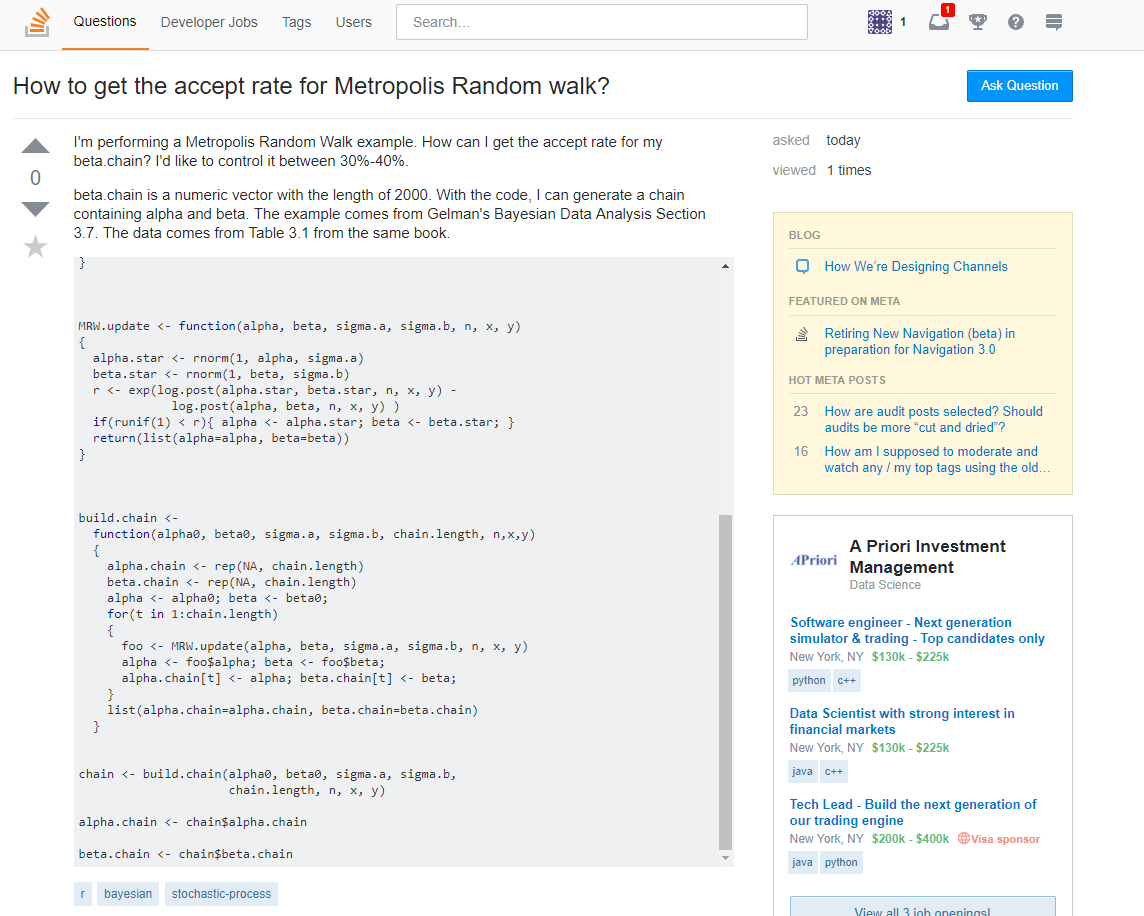 Questions Developer Jobs Tags Users Search... 1 1
How to get the accept rate for Metropolis Random walk?
Ask Question
0
I'm performing a Metropolis Random Walk example. How can I get the accept rate for my
beta.chain? I'd like to control it between 30%-40%.
beta.chain is a numeric vector with the length of 2000. With the code, I can generate a chain
containing alpha and beta. The example comes from Gelman's Bayesian Data Analysis Section
3.7. The data comes from Table 3.1 from the same book.
}
MRW.update <- function(alpha, beta, sigma.a, sigma.b, n, x, y)
{
  alpha.star <- rnorm(1, alpha, sigma.a)
  beta.star <- rnorm(1, beta, sigma.b)
  r <- exp(log.post(alpha.star, beta.star, n, x, y) -
             log.post(alpha, beta, n, x, y) )
  if(runif(1) < r){ alpha <- alpha.star; beta <- beta.star; }
  return(list(alpha=alpha, beta=beta))
}
build.chain <-
  function(alpha0, beta0, sigma.a, sigma.b, chain.length, n,x,y)
  {
    alpha.chain <- rep(NA, chain.length)
    beta.chain <- rep(NA, chain.length)
    alpha <- alpha0; beta <- beta0;
    for(t in 1:chain.length)
    {
      foo <- MRW.update(alpha, beta, sigma.a, sigma.b, n, x, y)
      alpha <- foo$alpha; beta <- foo$beta;
      alpha.chain[t] <- alpha; beta.chain[t] <- beta;
    }
    list(alpha.chain=alpha.chain, beta.chain=beta.chain)
  }
chain <- build.chain(alpha0, beta0, sigma.a, sigma.b,
                     chain.length, n, x, y)
alpha.chain <- chain$alpha.chain
beta.chain <- chain$beta.chain
r bayesian stochastic-process
asked today
viewed 1 times
BLOG
How We're Designing Channels
FEATURED ON META
Retiring New Navigation (beta) in
preparation for Navigation 3.0
HOT META POSTS
23 How are audit posts selected? Should
audits be more “cut and dried”?
16 How am I supposed to moderate and
watch any / my top tags using the old…
APriori
A Priori Investment
Management
Data Science
Software engineer - Next generation
simulator & trading - Top candidates only
New York, NY $130k - $225k
python c++
Data Scientist with strong interest in
financial markets
New York, NY $130k - $225k
java c++
Tech Lead - Build the next generation of
our trading engine
New York, NY $200k - $400k Visa sponsor
java python
View all 3 job openings!